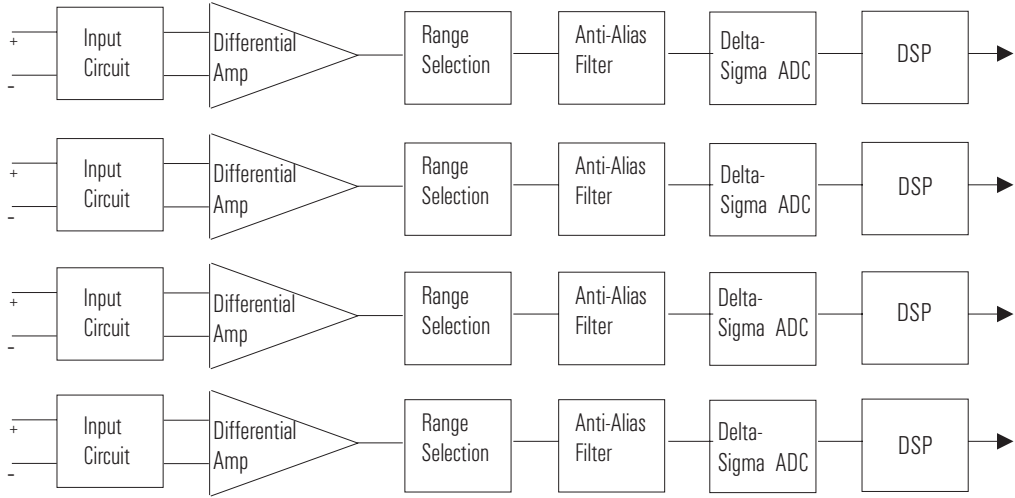 +
-
Input
Circuit
Differential
Amp
Range
Selection
Anti-Alias
Filter
Delta-
Sigma ADC
DSP
+
-
Input
Circuit
Differential
Amp
Range
Selection
Anti-Alias
Filter
Delta-
Sigma ADC
DSP
+
-
Input
Circuit
Differential
Amp
Range
Selection
Anti-Alias
Filter
Delta-
Sigma ADC
DSP
+
-
Input
Circuit
Differential
Amp
Range
Selection
Anti-Alias
Filter
Delta-
Sigma ADC
DSP